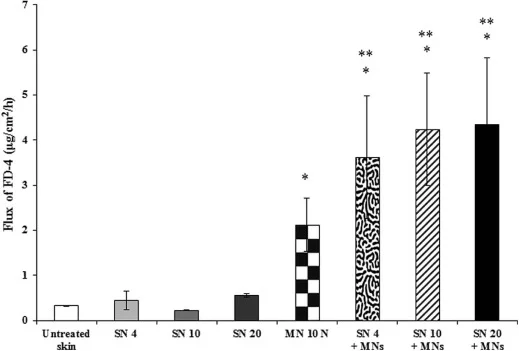 7
6
5
4
3
2
1
0
Flux of FD-4 (µg/cm²/h)
*
**
*
**
*
**
*
Untreated skin
SN 4
SN 10
SN 20
MN 10 N
SN 4 + MNs
SN 10 + MNs
SN 20 + MNs